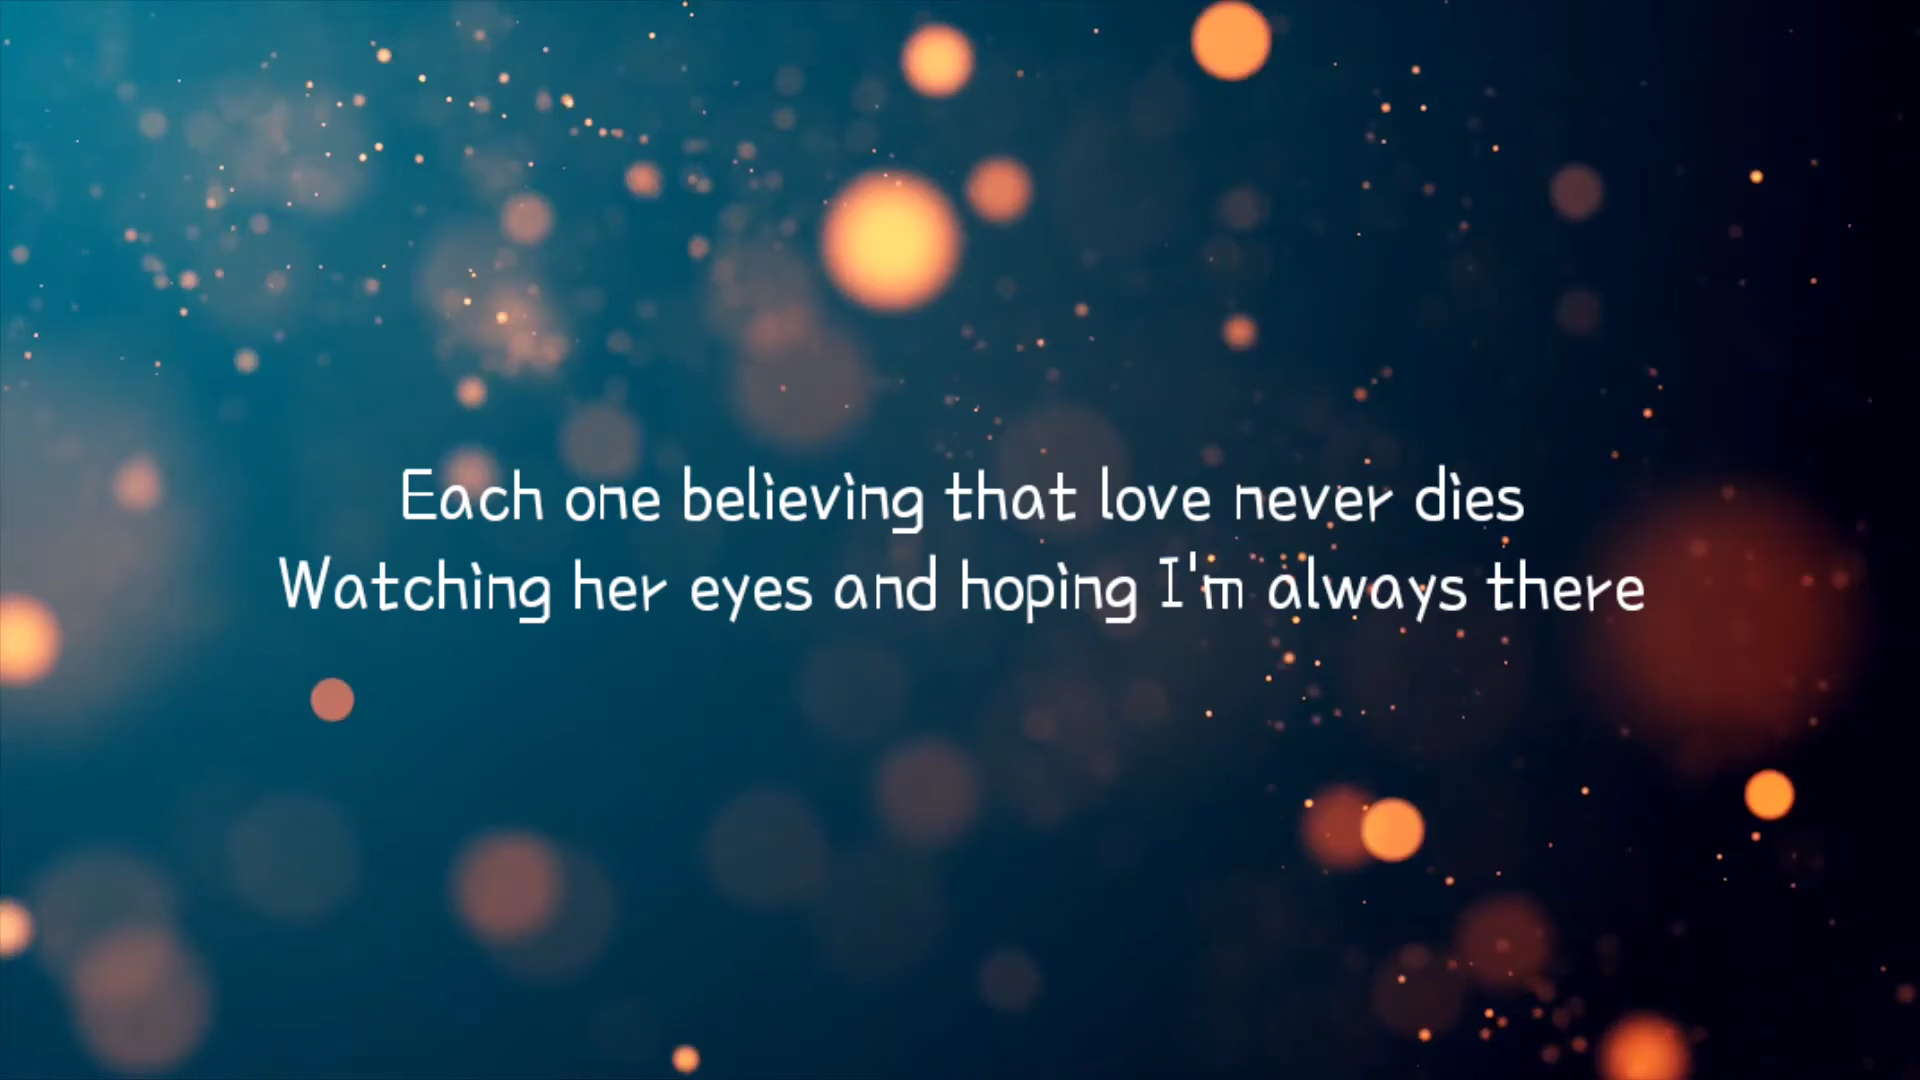 Each one believing that love never dies
Watching her eyes and hoping I'm always there